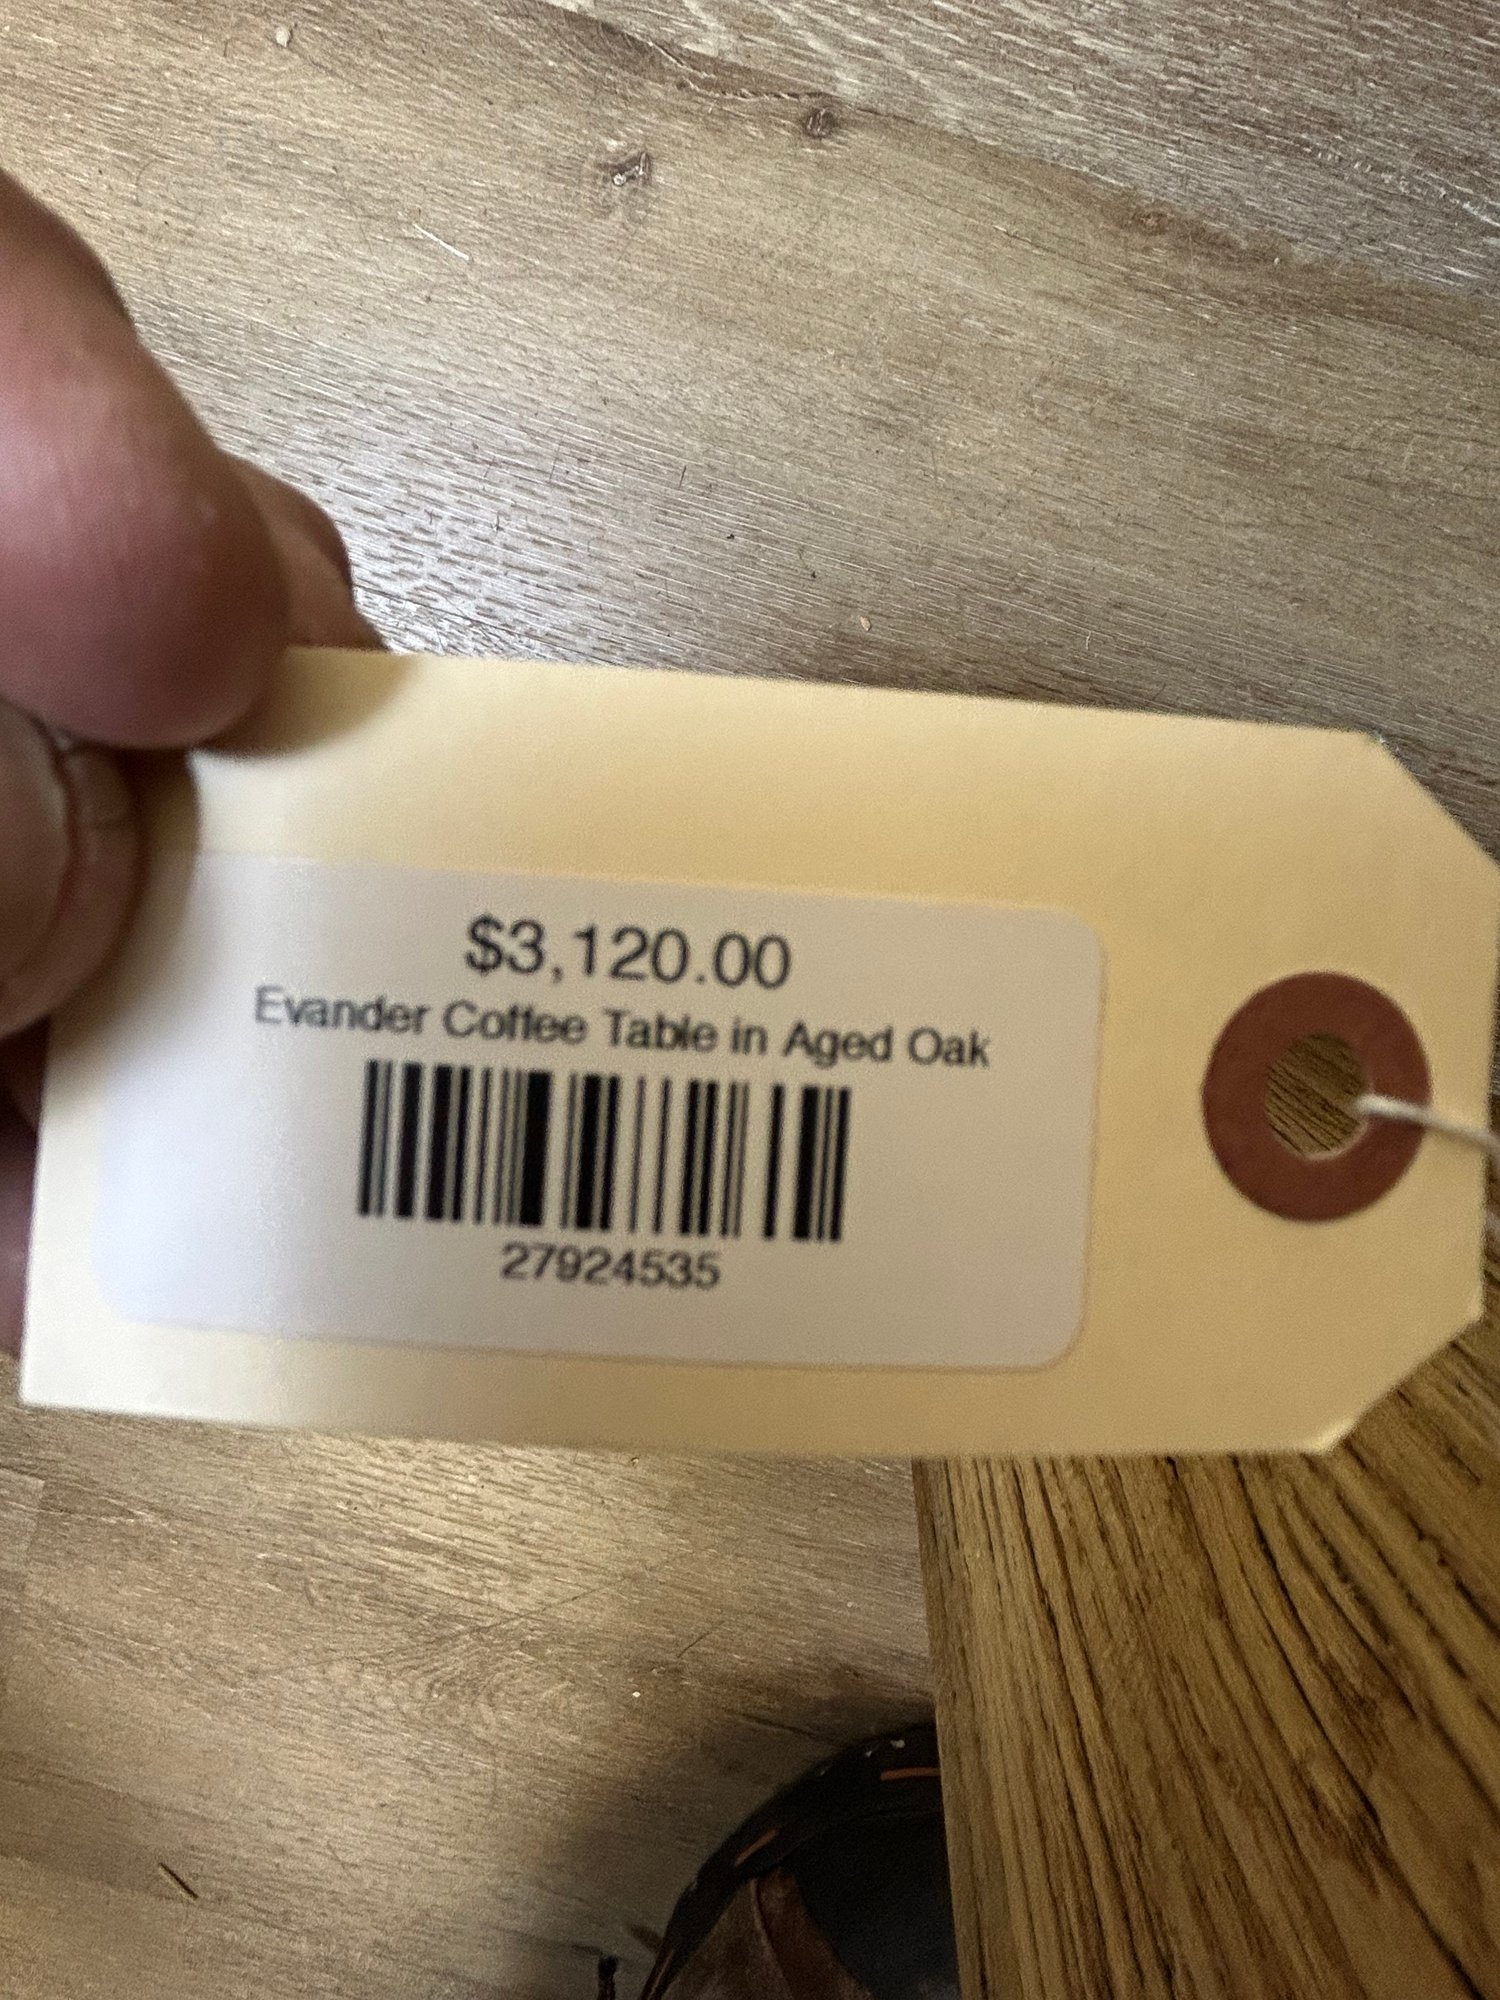 $3,120.00
Evander Coffee Table in Aged Oak
27924535